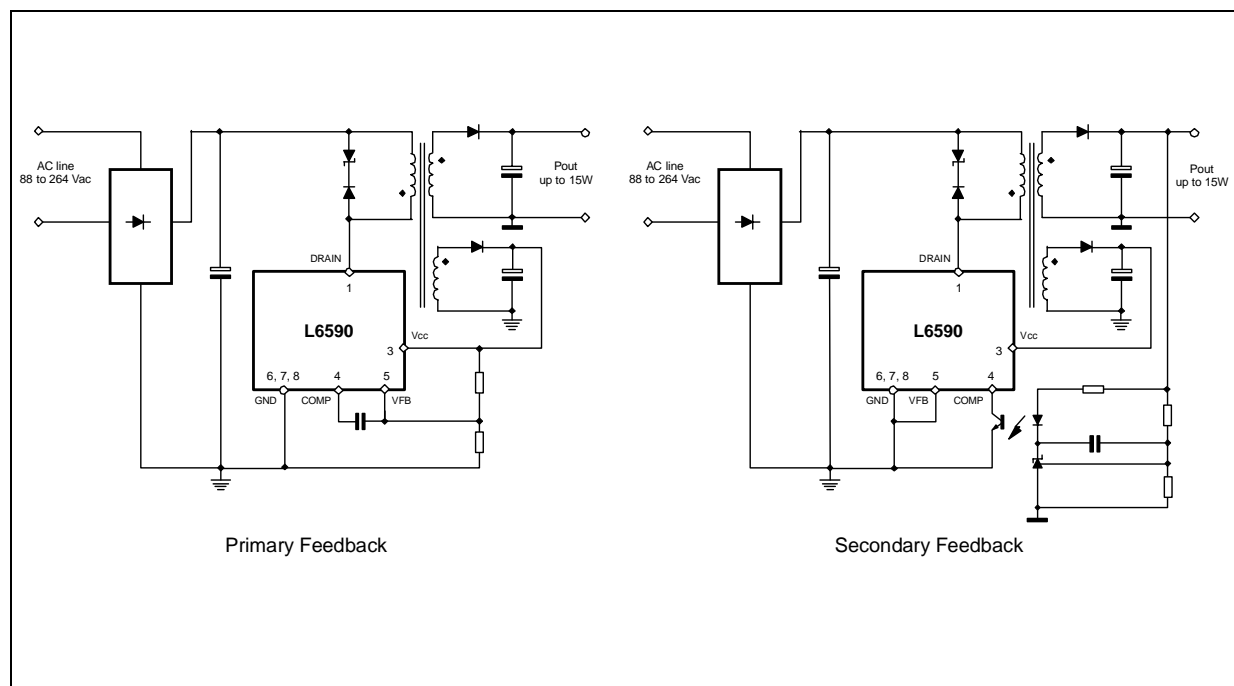 AC line
88 to 264 Vac
Pout
up to 15W
DRAIN
1
L6590
Vcc
3
6, 7, 8
4
5
GND
COMP
VFB
Primary Feedback
AC line
88 to 264 Vac
Pout
up to 15W
DRAIN
1
L6590
Vcc
3
6, 7, 8
5
4
GND
VFB
COMP
Secondary Feedback